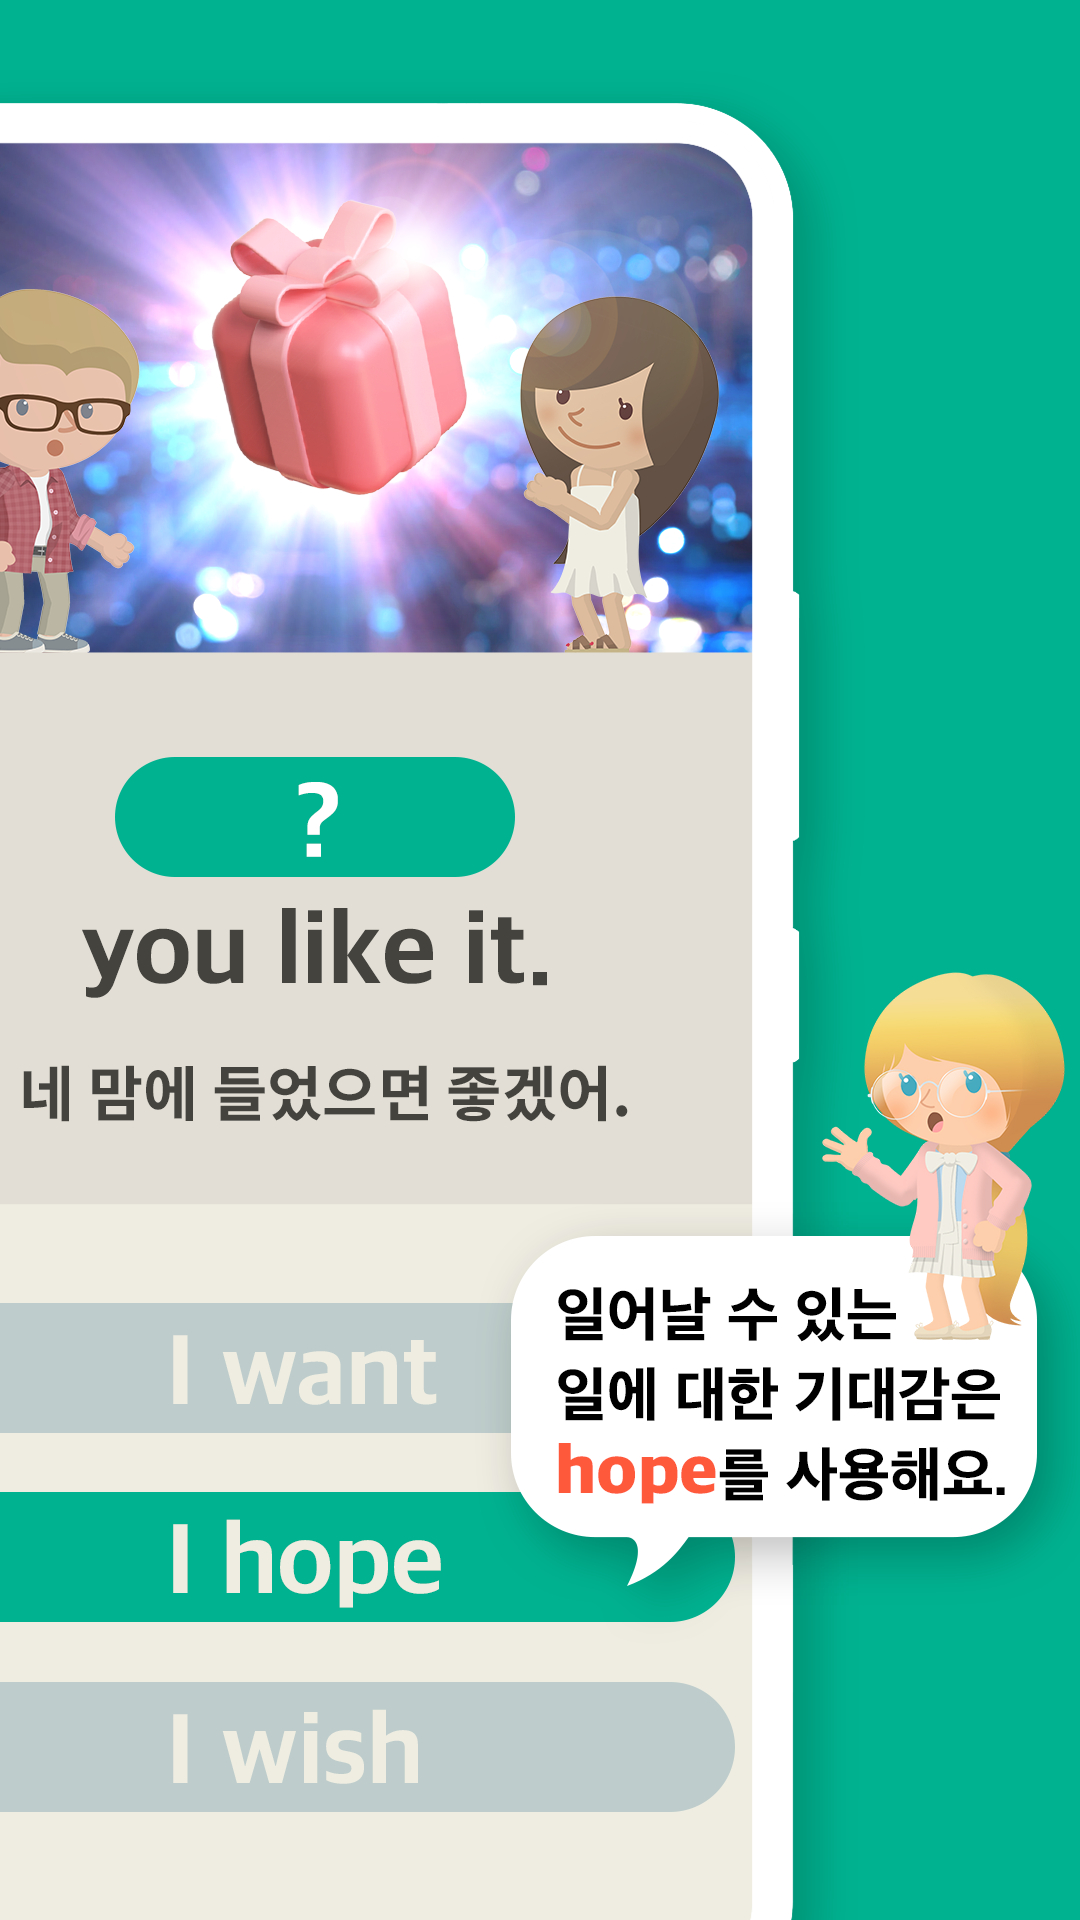 ?
you like it.
네 맘에 들었으면 좋겠어.
I want
I hope
I wish
일어날 수 있는
일에 대한 기대감은
hope를 사용해요.